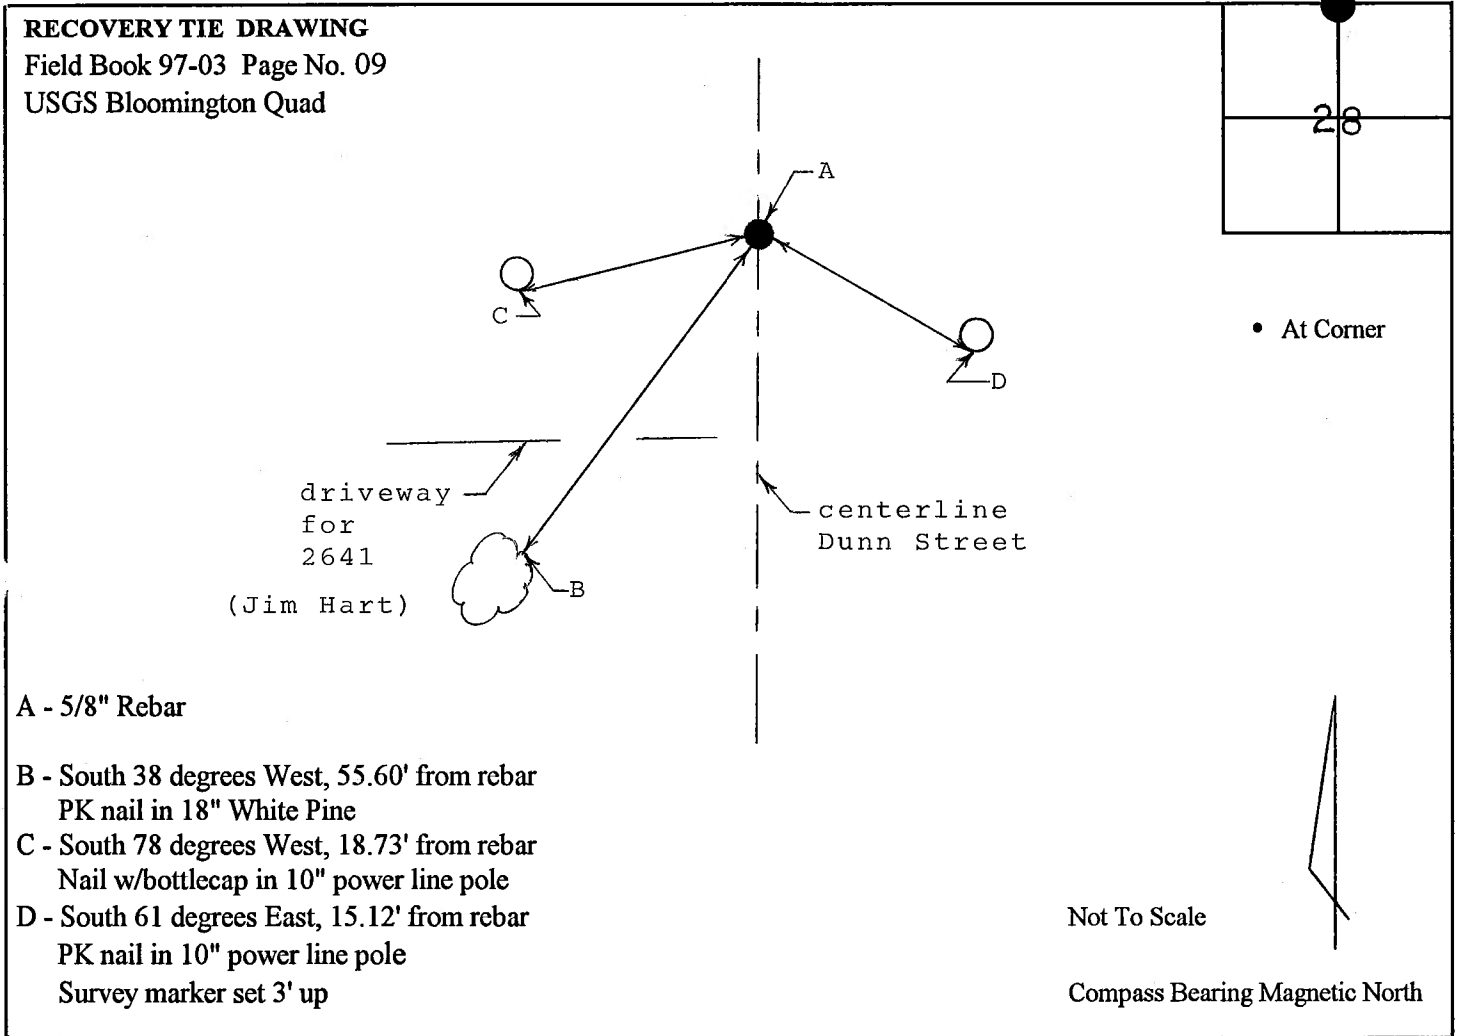 RECOVERY TIE DRAWING
Field Book 97-03 Page No. 09
USGS Bloomington Quad
28
A
C
D
• At Corner
driveway
for
2641
(Jim Hart)
centerline
Dunn Street
B
A - 5/8" Rebar
B - South 38 degrees West, 55.60' from rebar
PK nail in 18" White Pine
C - South 78 degrees West, 18.73' from rebar
Nail w/bottlecap in 10" power line pole
D - South 61 degrees East, 15.12' from rebar
PK nail in 10" power line pole
Survey marker set 3' up
Not To Scale
Compass Bearing Magnetic North